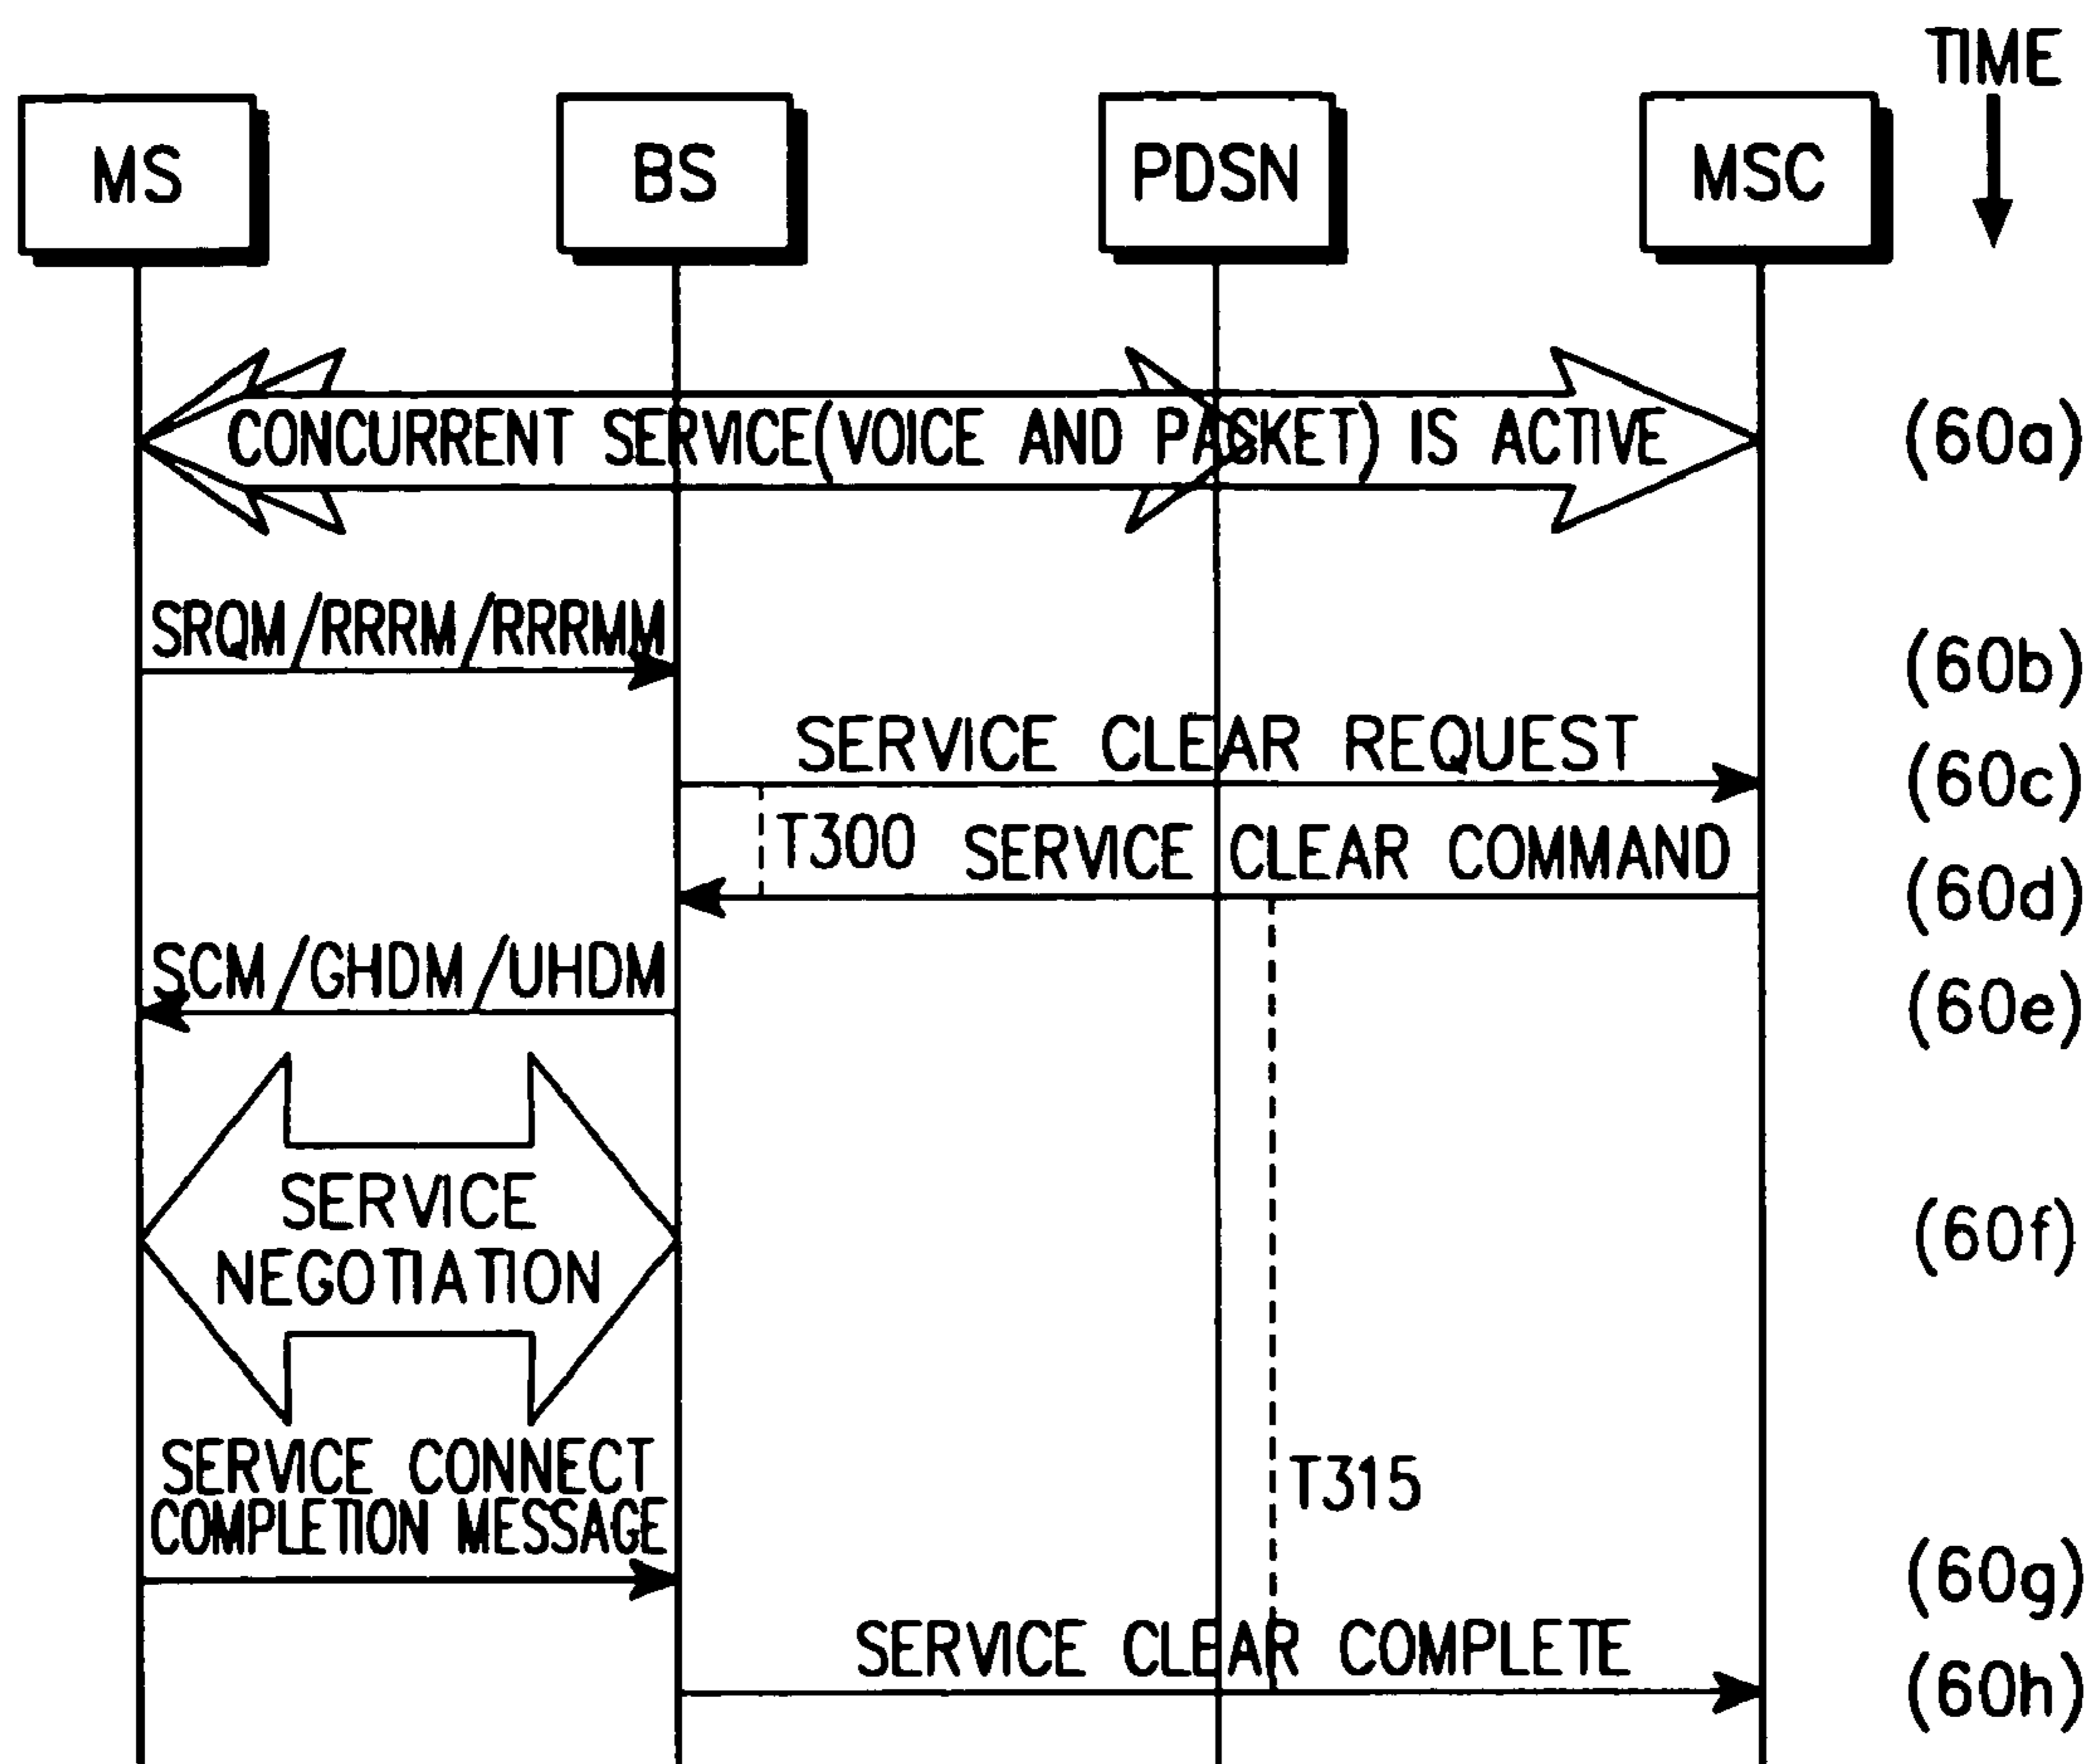 TIME
MS BS PDSN MSC
CONCURRENT SERVICE(VOICE AND PACKET) IS ACTIVE (60a)
SRQM/RRRM/RRRMM (60b)
SERVICE CLEAR REQUEST (60c)
T300 SERVICE CLEAR COMMAND (60d)
SCM/GHDM/UHDM (60e)
SERVICE
NEGOTIATION (60f)
SERVICE CONNECT
COMPLETION MESSAGE (60g)
T315
SERVICE CLEAR COMPLETE (60h)